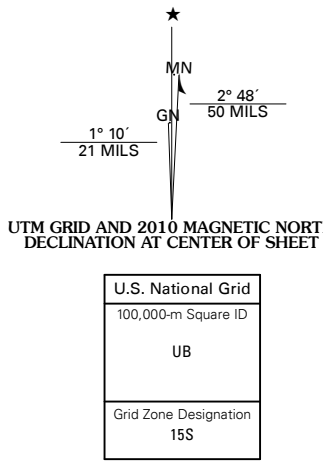 MN
2° 48´
50 MILS
GN
1° 10´
21 MILS
UTM GRID AND 2010 MAGNETIC NORT
DECLINATION AT CENTER OF SHEET
U.S. National Grid
100,000-m Square ID
UB
Grid Zone Designation
15S